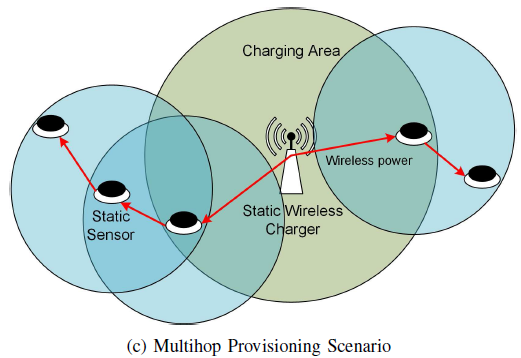 Charging Area
Wireless power
Static
Sensor
Static Wireless
Charger
(c) Multihop Provisioning Scenario